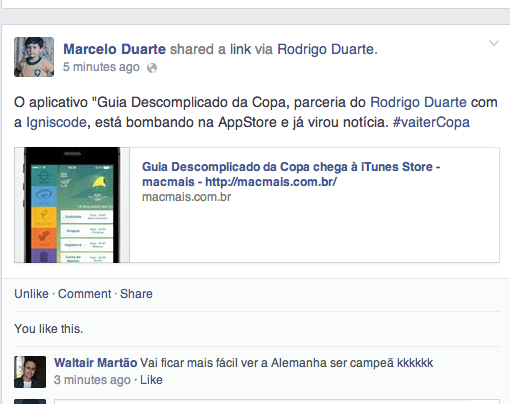 Marcelo Duarte shared a link via Rodrigo Duarte.
5 minutes ago
O aplicativo "Guia Descomplicado da Copa, parceria do Rodrigo Duarte com
a Igniscode, está bombando na AppStore e já virou notícia. #vaiterCopa
Guia Descomplicado da Copa chega à iTunes Store -
macmais - http://macmais.com.br/
macmais.com.br
Unlike · Comment · Share
You like this.
Waltair Martão Vai ficar mais fácil ver a Alemanha ser campeã kkkkkk
3 minutes ago · Like